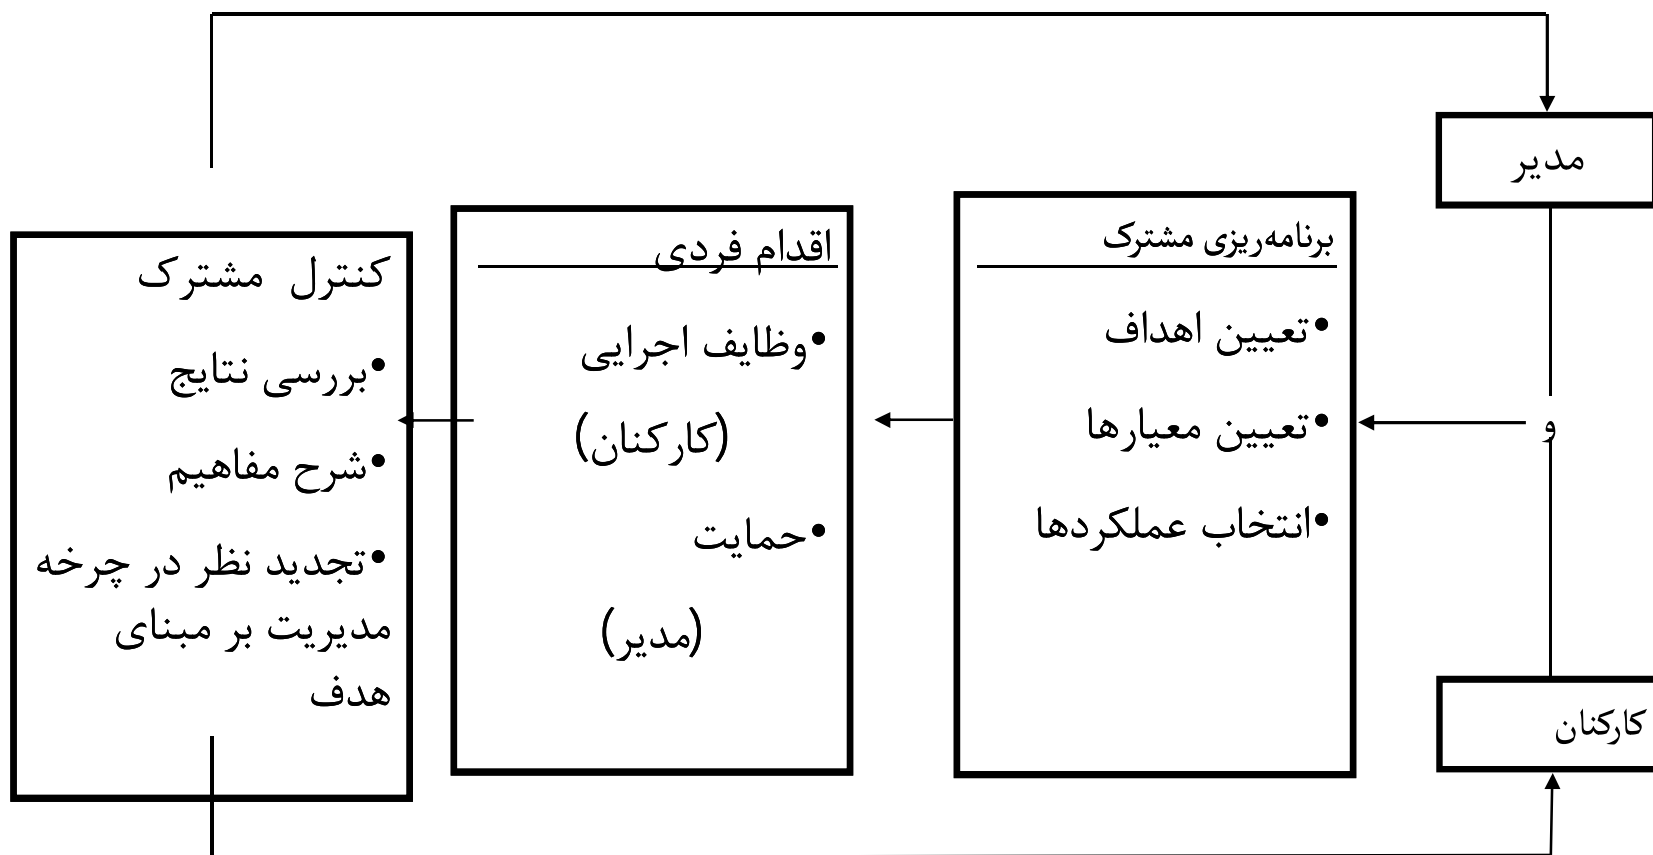 مدیر
و
کارکنان
برنامه‌ریزی مشترک
•تعیین اهداف
•تعیین معیارها
•انتخاب عملکردها
اقدام فردی
•وظایف اجرایی
(کارکنان)
•حمایت
(مدیر)
کنترل مشترک
•بررسی نتایج
•شرح مفاهیم
•تجدید نظر در چرخه
مدیریت بر مبنای
هدف